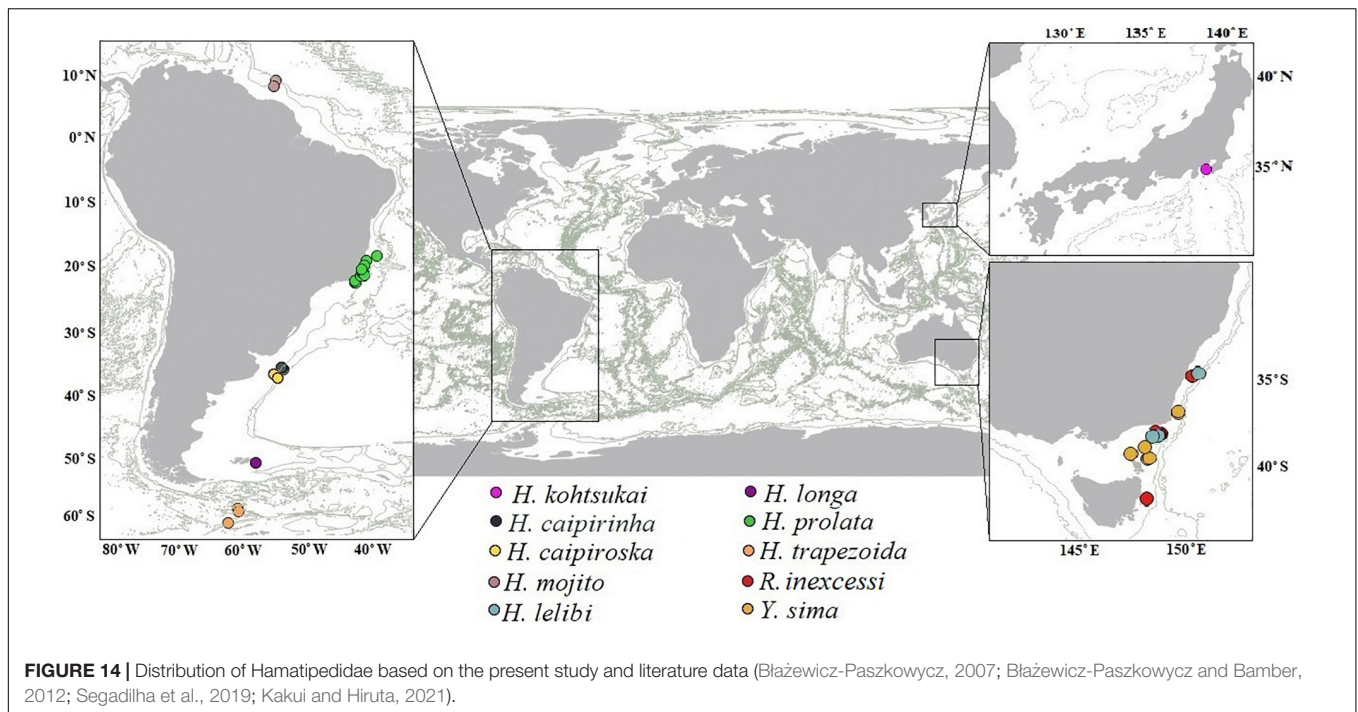 10°N
0°N
10°S
20°S
30°S
40°S
50°S
60°S
80°W 70°W 60°W 50°W 40°W
130°E 135°E 140°E
40°N
35°N
35°S
40°S
145°E 150°E
H. kohtsukai
H. caipirinha
H. caipiroska
H. mojito
H. lelibi
H. longa
H. prolata
H. trapezoida
R. inexcessi
Y. sima
FIGURE 14 | Distribution of Hamatipedidae based on the present study and literature data (Błażewicz-Paszkowycz, 2007; Błażewicz-Paszkowycz and Bamber,
2012; Segadilha et al., 2019; Kakui and Hiruta, 2021).